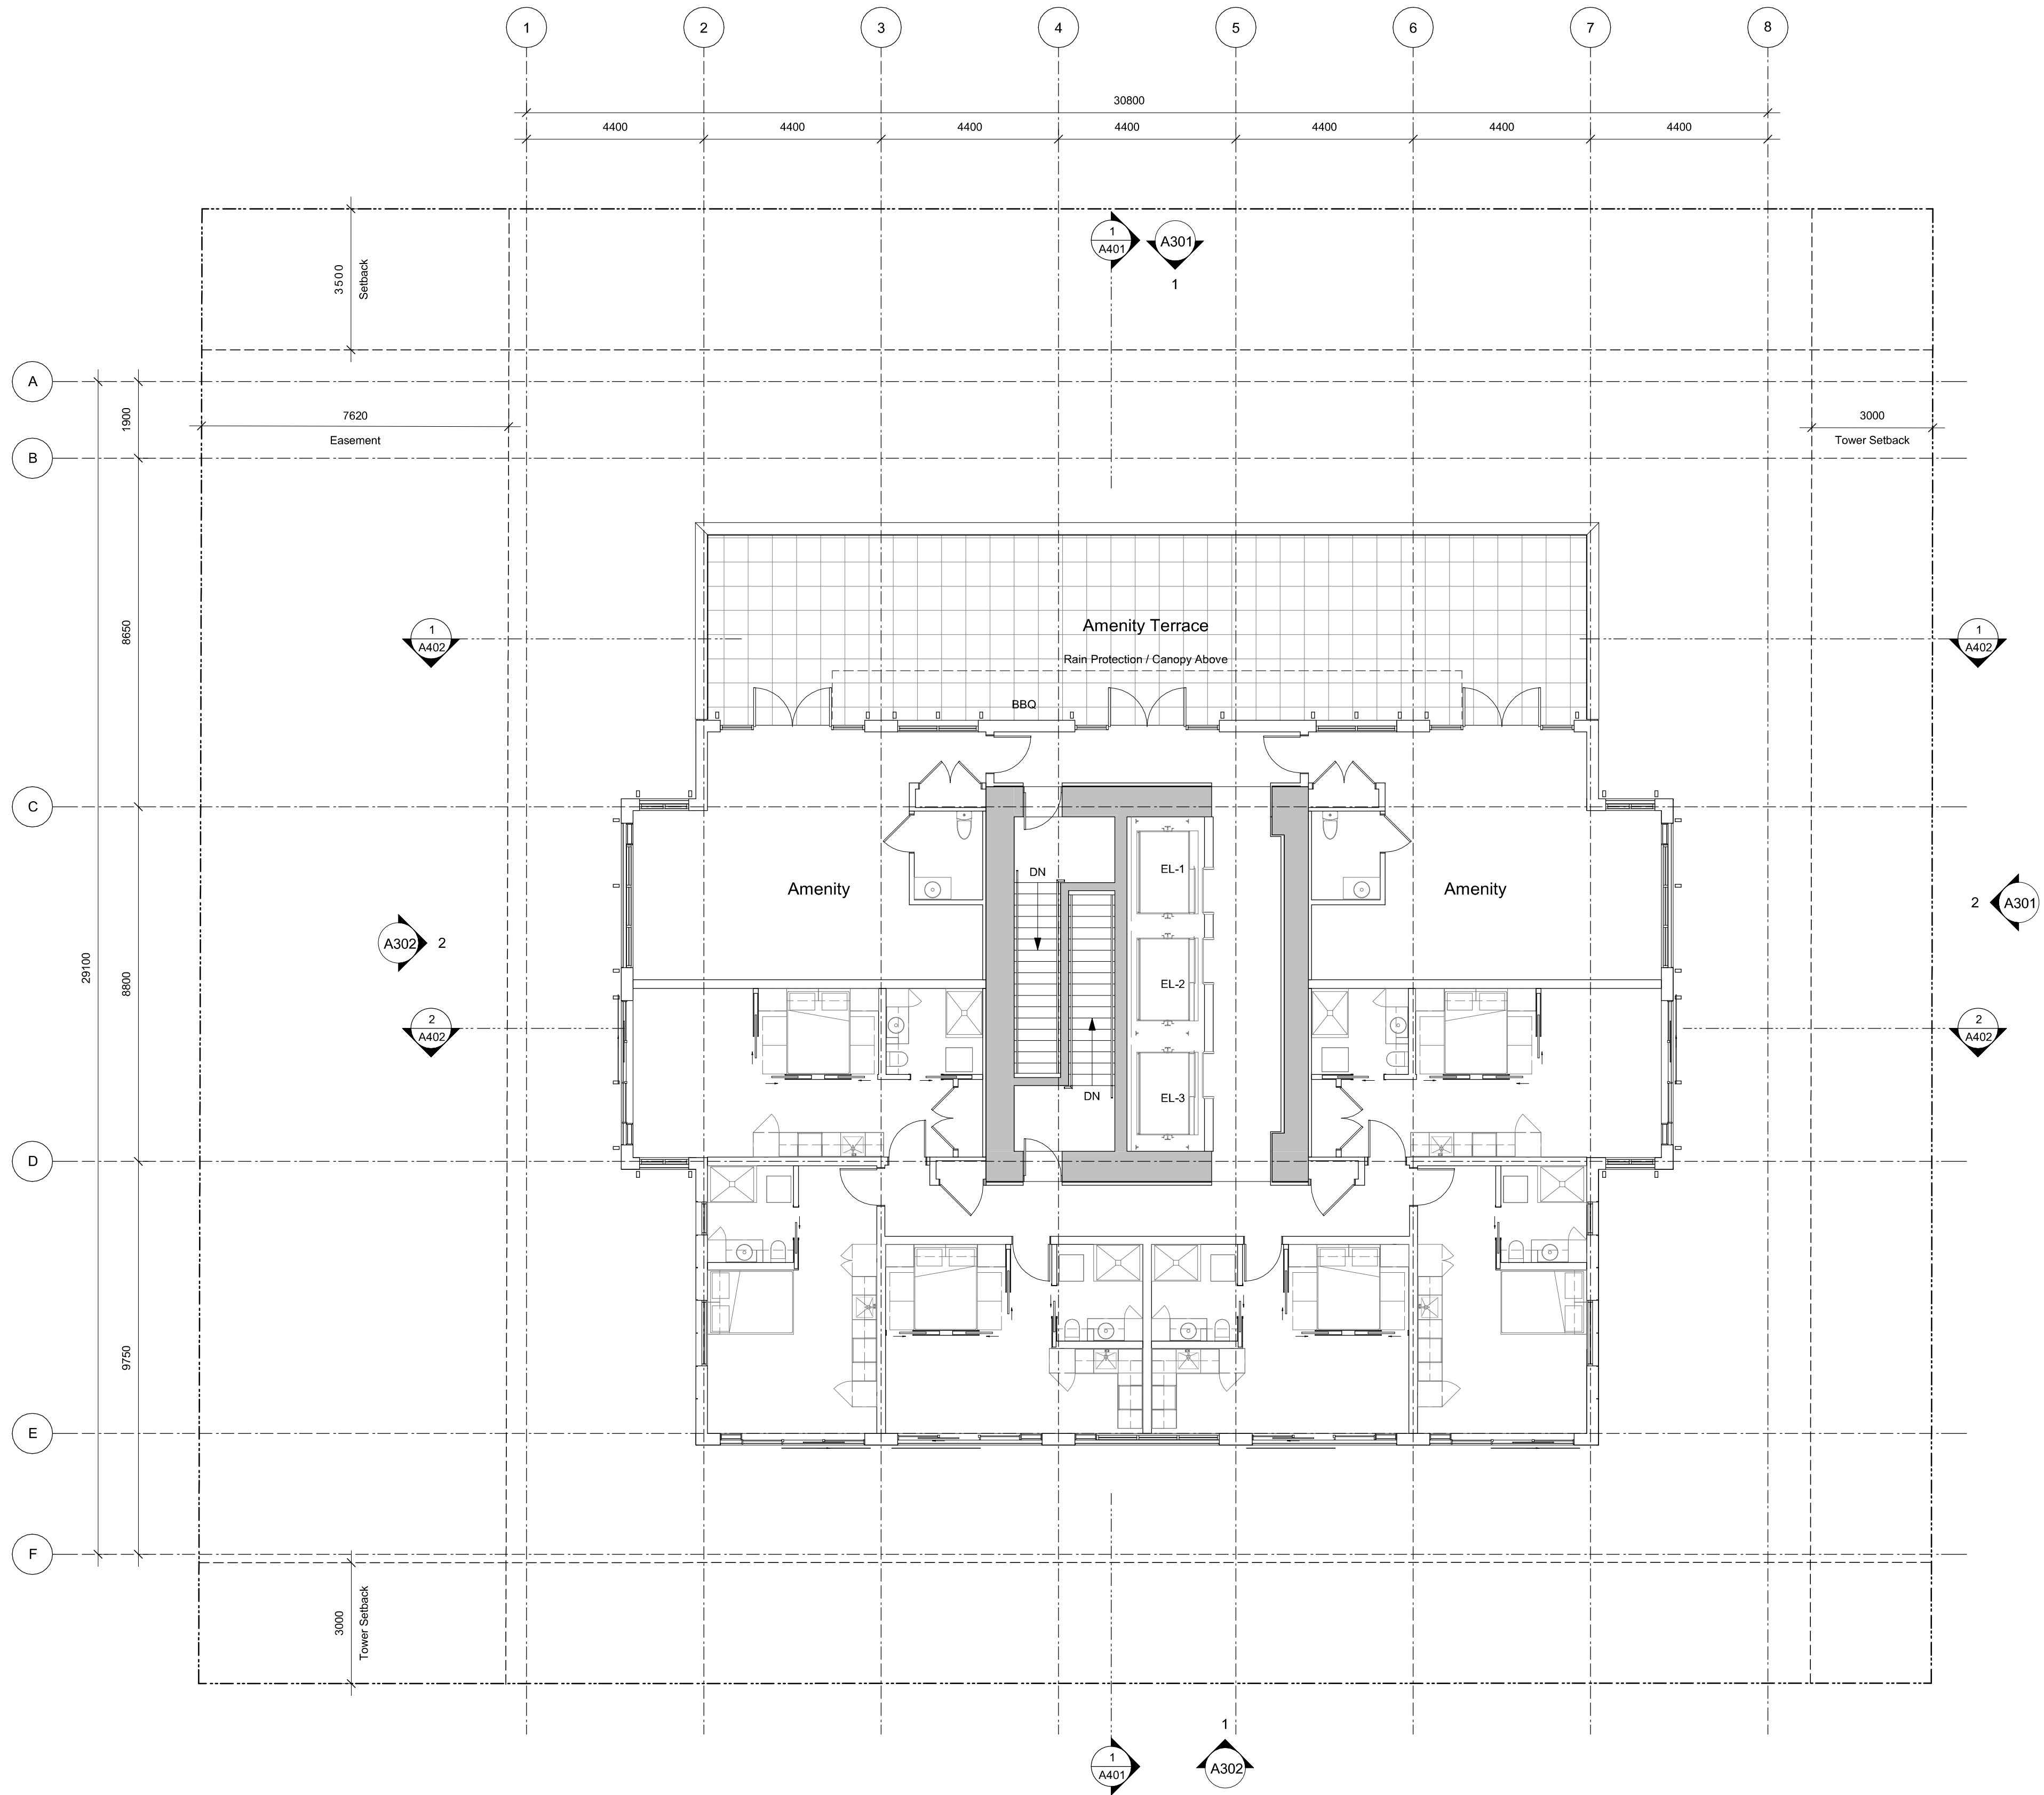 1 2 3 4 5 6 7 8
30800
4400 4400 4400 4400 4400 4400 4400
3500
Setback
1
A401
A301
1
A
1900
7620
Easement
3000
Tower Setback
B
8650
Amenity Terrace
Rain Protection / Canopy Above
BBQ
1
A402
1
A402
C
EL-1
DN
Amenity
Amenity
A302
2
2
A301
29100
8800
EL-2
2
A402
2
A402
EL-3
DN
D
9750
E
F
3000
Tower Setback
1
A401
1
A302